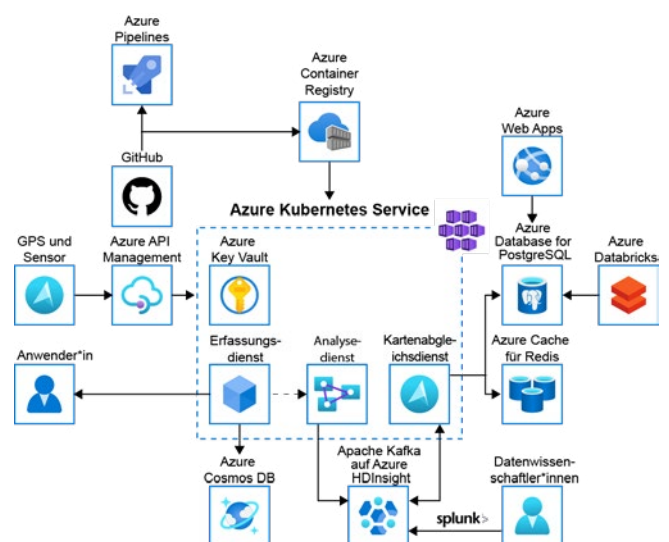 Azure
Pipelines
Azure
Container
Registry
Azure
Web Apps
GitHub
Azure Kubernetes Service
GPS und
Sensor
Azure API
Management
Azure
Key Vault
Azure
Database for
PostgreSQL
Azure
Databricks
Anwender*in
Erfassungs-
dienst
Analyse-
dienst
Kartenabgle-
ichsdienst
Azure Cache
für Redis
Azure
Cosmos DB
Apache Kafka
auf Azure
HDInsight
splunk>
Datenwissen-
schaftler*innen